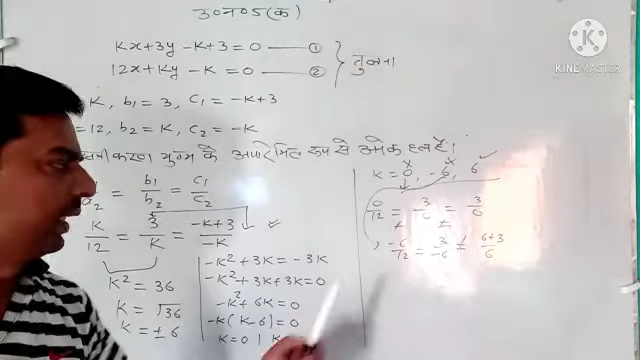 उ०न०5 (क)
KINEMASTER
Kx+3y-K+3=0 — ①
12x+Ky-K=0 — ② तुलना
K, b₁=3, c₁=-K+3
=12, b₂=K, c₂=-K
करण युग्म के अपरिमित रूप से अनेक हल हैं।
a₂ = b₁/b₂ = c₁/c₂
K/12 = 3/K = -K+3/-K ✓
K² = 36
K = √36
K = ±6
-K²+3K=-3K
-K²+3K+3K=0
-K²+6K=0
-K(K-6)=0
K=0 | K
K = 0, -6, 6 ✓
0/12 = 3/0 = 3/0
-6/12 = 3/-6 ≠ 6+3/6